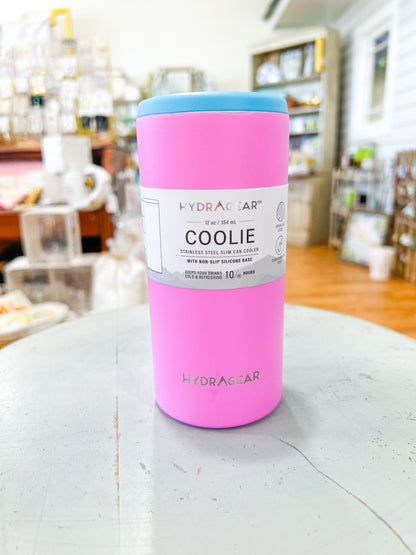 HYDRAGEAR™
12 oz / 354 mL
COOLIE
STAINLESS STEEL SLIM CAN COOLER
WITH NON-SLIP SILICONE BASE
KEEPS YOUR DRINKS
COLD & REFRESHING 10 HOURS
HYDRAGEAR